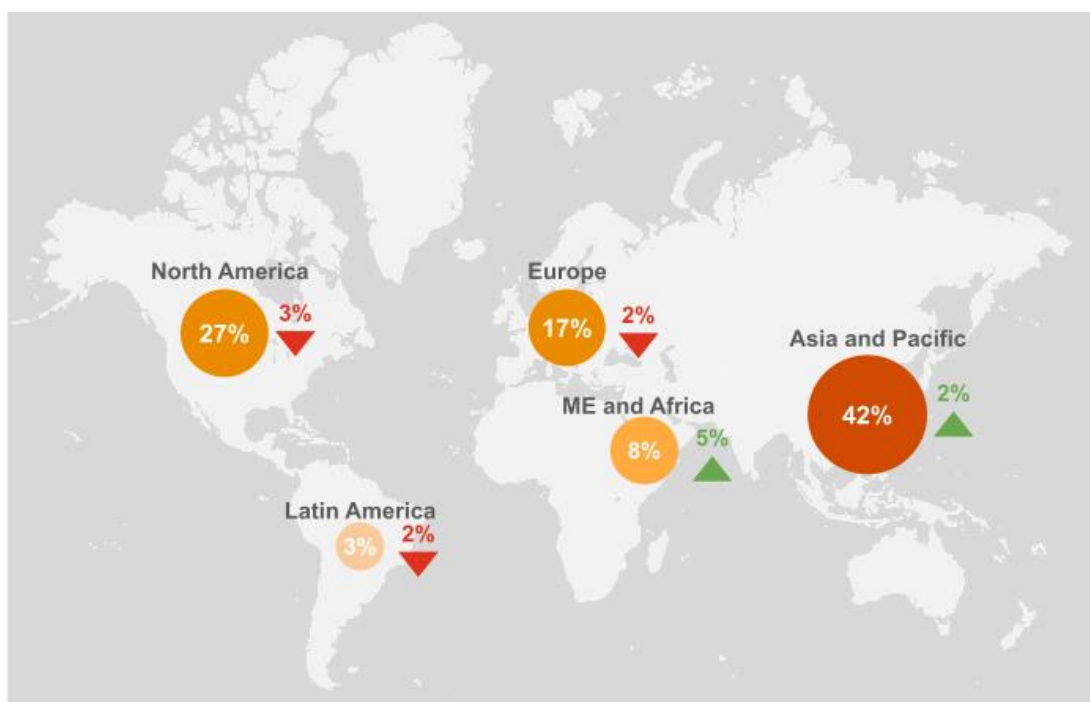 North America
27%
3%
Europe
17%
2%
Asia and Pacific
42%
2%
ME and Africa
8%
5%
Latin America
3%
2%